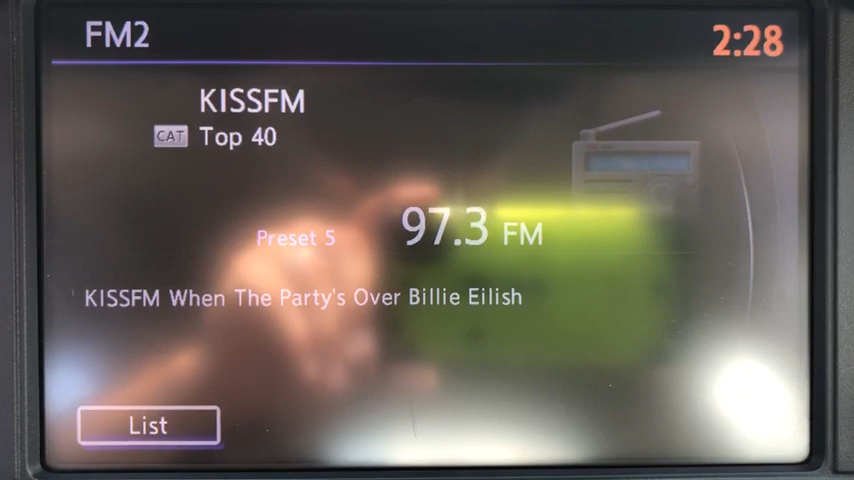 FM2
2:28
KISSFM
CAT Top 40
Preset 5 97.3 FM
KISSFM When The Party's Over Billie Eilish
List